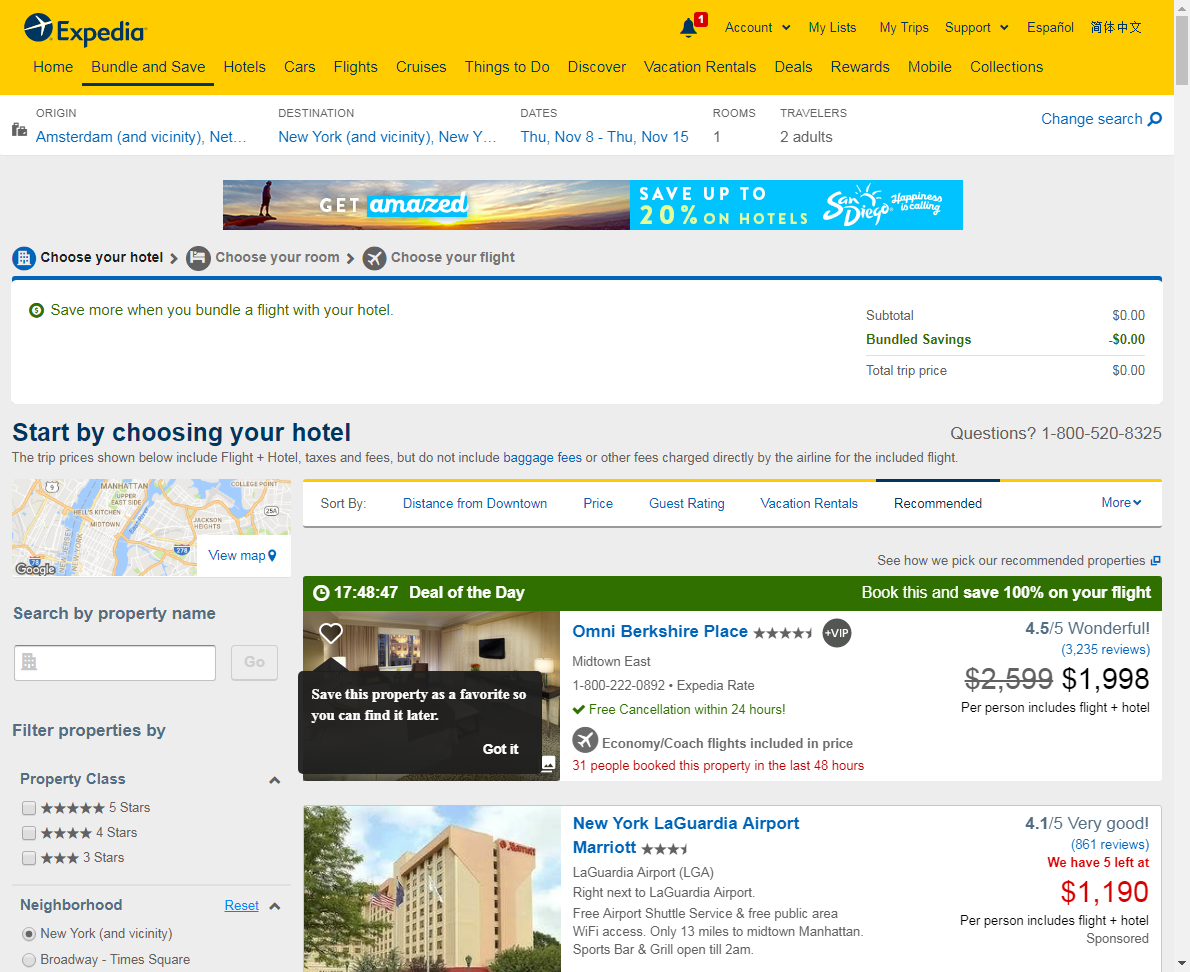 Expedia
1
Account
My Lists
My Trips
Support
Español
简体中文
Home
Bundle and Save
Hotels
Cars
Flights
Cruises
Things to Do
Discover
Vacation Rentals
Deals
Rewards
Mobile
Collections
ORIGIN
Amsterdam (and vicinity), Net...
DESTINATION
New York (and vicinity), New Y...
DATES
Thu, Nov 8 - Thu, Nov 15
ROOMS
1
TRAVELERS
2 adults
Change search
GET amazed
SAVE UP TO
20% ON HOTELS
San Diego
Happiness
is calling
Choose your hotel
Choose your room
Choose your flight
Save more when you bundle a flight with your hotel.
Subtotal $0.00
Bundled Savings -$0.00
Total trip price $0.00
Start by choosing your hotel
Questions? 1-800-520-8325
The trip prices shown below include Flight + Hotel, taxes and fees, but do not include baggage fees or other fees charged directly by the airline for the included flight.
MANHATTAN
UPPER
EAST SIDE
HELL'S KITCHEN
MIDTOWN
East River
COLLEGE POINT
JACKSON
HEIGHTS
NEW JERSEY
NEW YORK
9
25A
278
78
Google
View map
Search by property name
Go
Filter properties by
Property Class
5 Stars
4 Stars
3 Stars
Neighborhood
Reset
New York (and vicinity)
Broadway - Times Square
Sort By:
Distance from Downtown
Price
Guest Rating
Vacation Rentals
Recommended
More
See how we pick our recommended properties
17:48:47 Deal of the Day
Book this and save 100% on your flight
Save this property as a favorite so
you can find it later.
Got it
Omni Berkshire Place
+VIP
Midtown East
1-800-222-0892 • Expedia Rate
Free Cancellation within 24 hours!
Economy/Coach flights included in price
31 people booked this property in the last 48 hours
4.5/5 Wonderful!
(3,235 reviews)
$2,599 $1,998
Per person includes flight + hotel
Marriott
New York LaGuardia Airport
Marriott
LaGuardia Airport (LGA)
Right next to LaGuardia Airport.
Free Airport Shuttle Service & free public area
WiFi access. Only 13 miles to midtown Manhattan.
Sports Bar & Grill open till 2am.
4.1/5 Very good!
(861 reviews)
We have 5 left at
$1,190
Per person includes flight + hotel
Sponsored